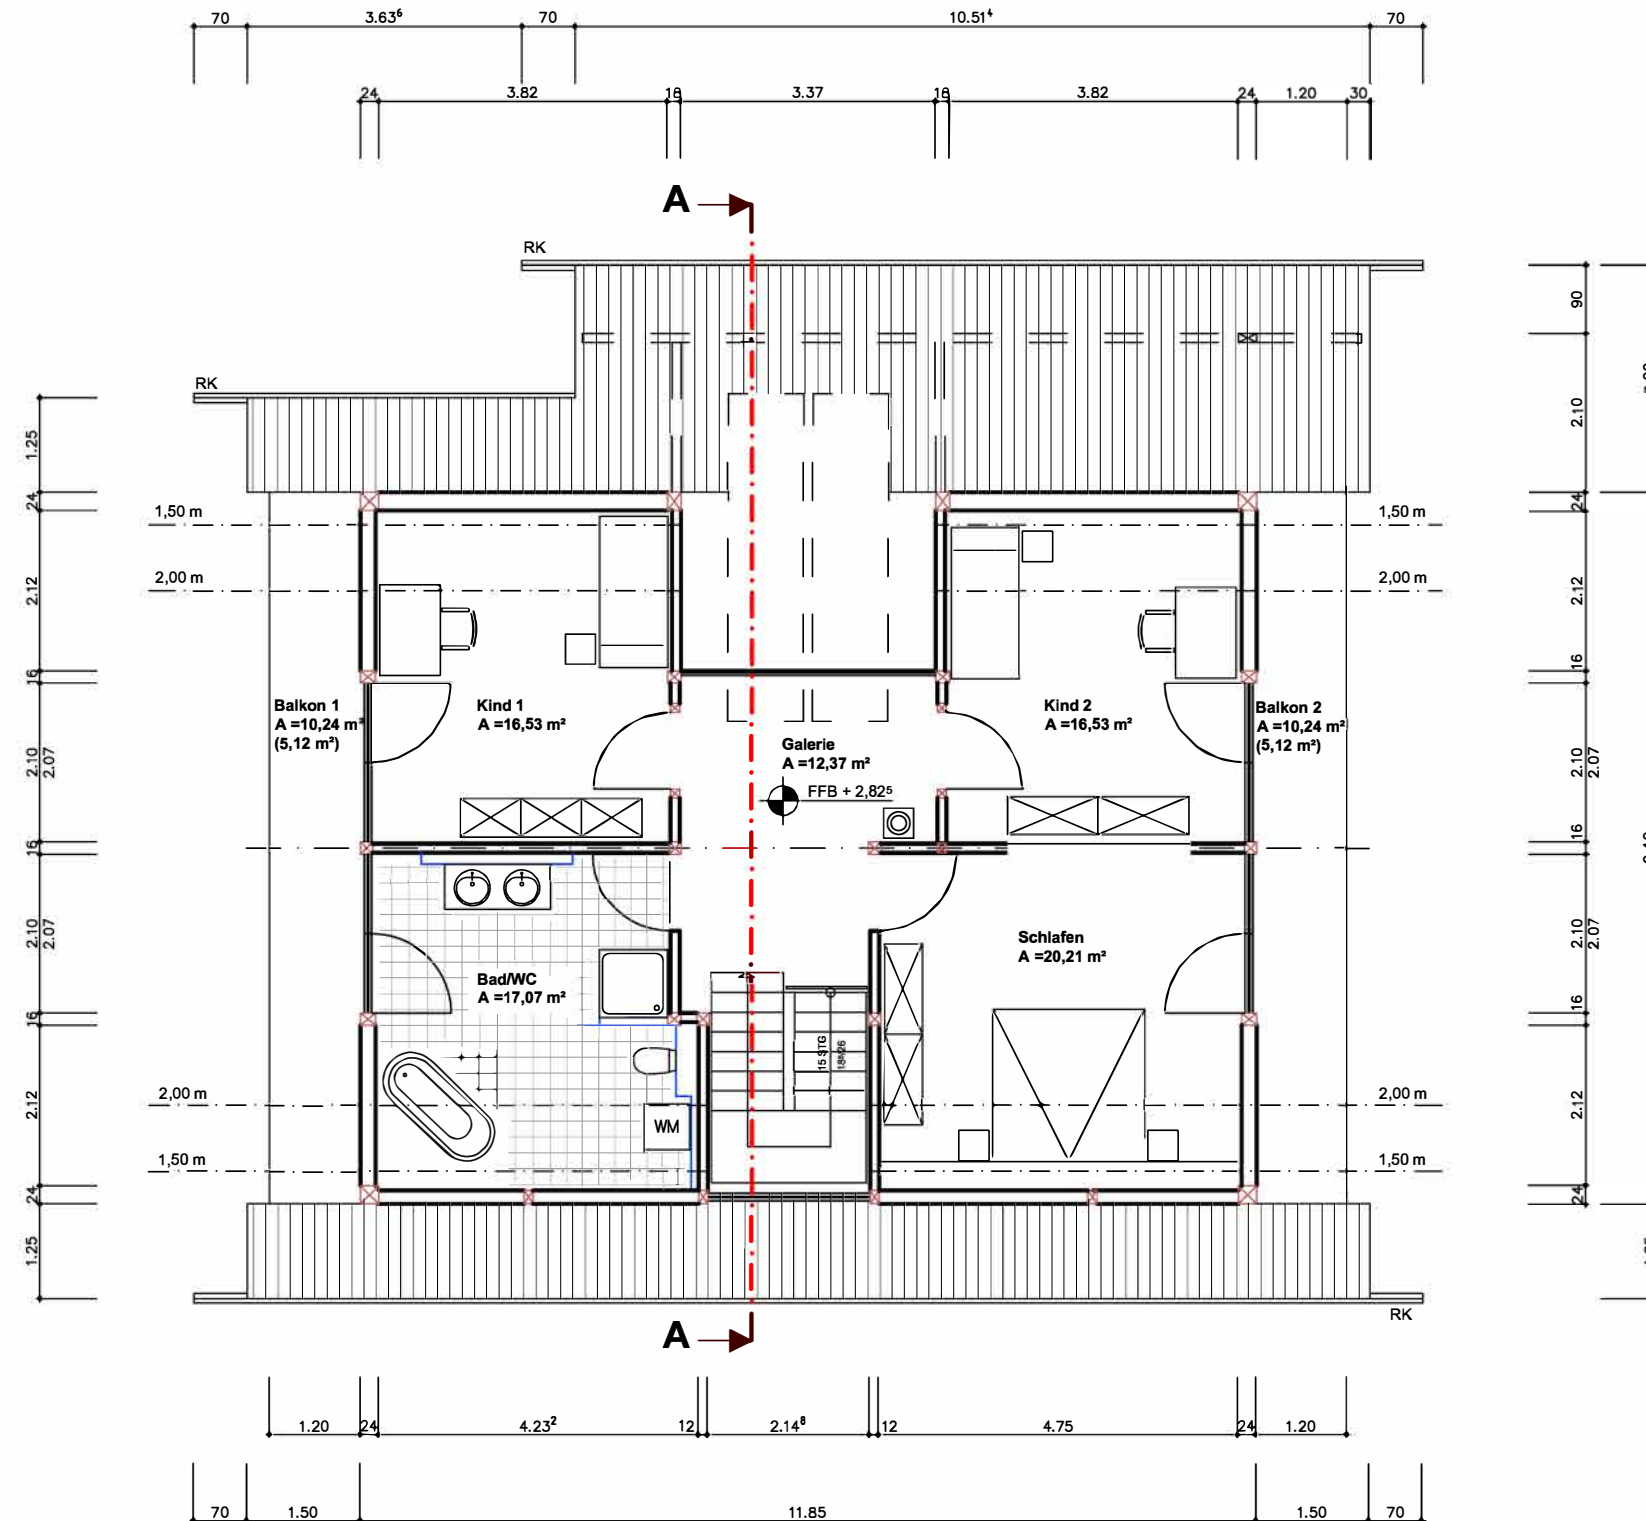 70 3.63⁶ 70 10.51⁴ 70
24 3.82 18 3.37 18 3.82 24 1.20 30
A
RK
RK
90
2.10
1.25
24
24
1,50 m
1,50 m
2,00 m
2,00 m
2.12
2.12
16
16
Balkon 1
A =10,24 m²
(5,12 m²)
Kind 1
A =16,53 m²
Kind 2
A =16,53 m²
Balkon 2
A =10,24 m²
(5,12 m²)
Galerie
A =12,37 m²
FFB + 2,82⁵
2.10
2.07
2.10
2.07
16
16
2.10
2.07
2.10
2.07
Schlafen
A =20,21 m²
Bad/WC
A =17,07 m²
16
16
15 STG
2.12
2.12
2,00 m
2,00 m
WM
1,50 m
1,50 m
24
24
1.25
RK
A
1.20 24 4.23² 12 2.14⁸ 12 4.75 24 1.20
70 1.50 11.85 1.50 70